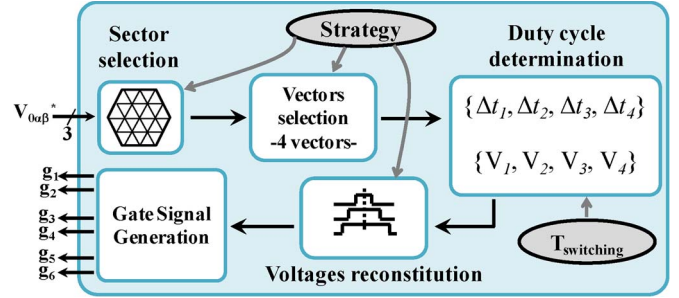 Sector selection
Strategy
Duty cycle determination
V0αβ*
3
Vectors selection -4 vectors-
{Δt1, Δt2, Δt3, Δt4}
{V1, V2, V3, V4}
g1
g2
g3
g4
g5
g6
Gate Signal Generation
Voltages reconstitution
Tswitching